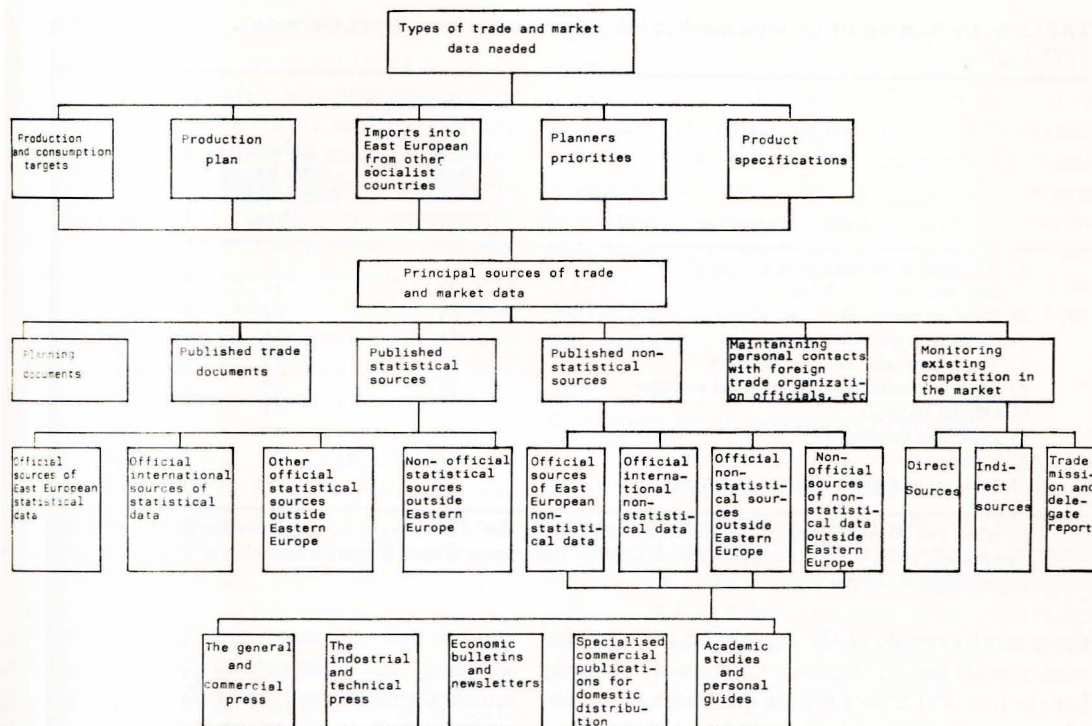 Types of trade and market
data needed
Production
and consumption
targets
Production
plan
Imports into
East European
from other
socialist
countries
Planners
priorities
Product
specifications
Principal sources of trade
and market data
Planning
documents
Published trade
documents
Published
statistical
sources
Published non-
statistical
sources
Maintanining
personal contacts
with foreign
trade organizati-
on officials, etc
Monitoring
existing
competition in
the market
Official
sources of
East European
statistical
data
Official
international
sources of
statistical
data
Other
official
statistical
sources
outside
Eastern
Europe
Non- official
statistical
sources
outside
Eastern
Europe
Official
sources of
East
European
non-
statisti-
cal data
Official
interna-
tional
non-
statisti-
cal data
Official
non-
statisti-
cal sour-
ces
outside
Eastern
Europe
Non-
official
sources
of non-
statis-
tical data
outside
Eastern
Europe
Direct
Sources
Indi-
rect
sources
Trade
missi-
on and
dele-
gate
report
The general
and
commercial
press
The
indostrial
and
technical
press
Economic
bulletins
and
newsletters
Specialised
commercial
publicati-
ons for
domestic
distribu-
tion
Academic
studies
and
personal
guides